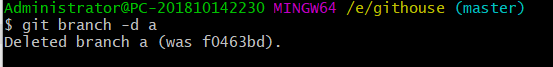 Administrator@PC-201810142230 MINGW64 /e/githouse (master)
$ git branch -d a
Deleted branch a (was f0463bd).